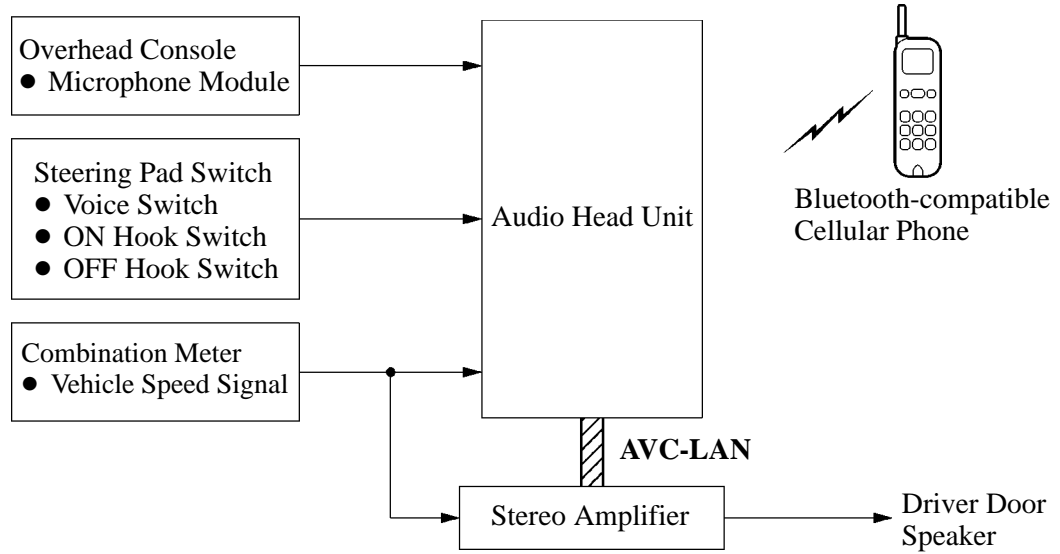 Overhead Console
● Microphone Module
Steering Pad Switch
● Voice Switch
● ON Hook Switch
● OFF Hook Switch
Combination Meter
● Vehicle Speed Signal
Audio Head Unit
Bluetooth-compatible
Cellular Phone
AVC-LAN
Stereo Amplifier
Driver Door
Speaker